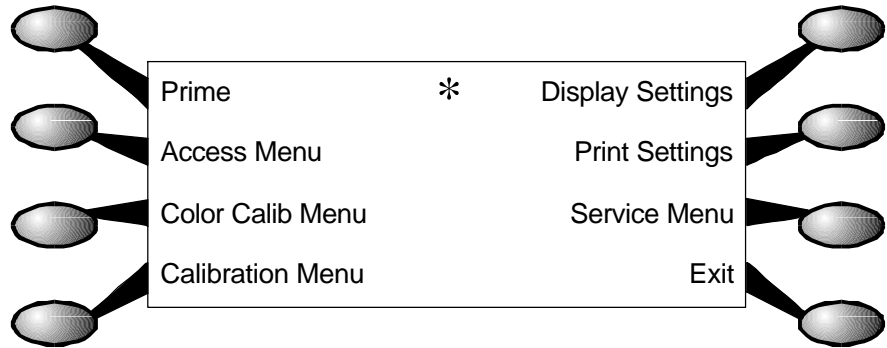 Prime * Display Settings
Access Menu Print Settings
Color Calib Menu Service Menu
Calibration Menu Exit